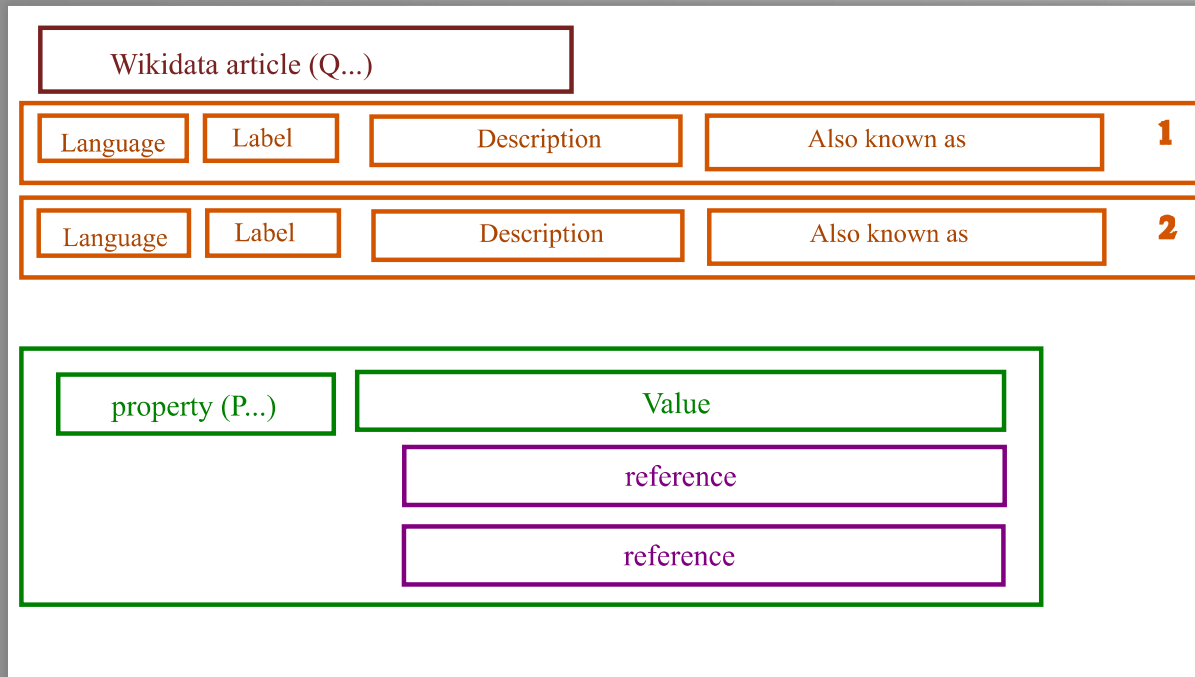 Wikidata article (Q...)
Language Label Description Also known as 1
Language Label Description Also known as 2
property (P...) Value
reference
reference